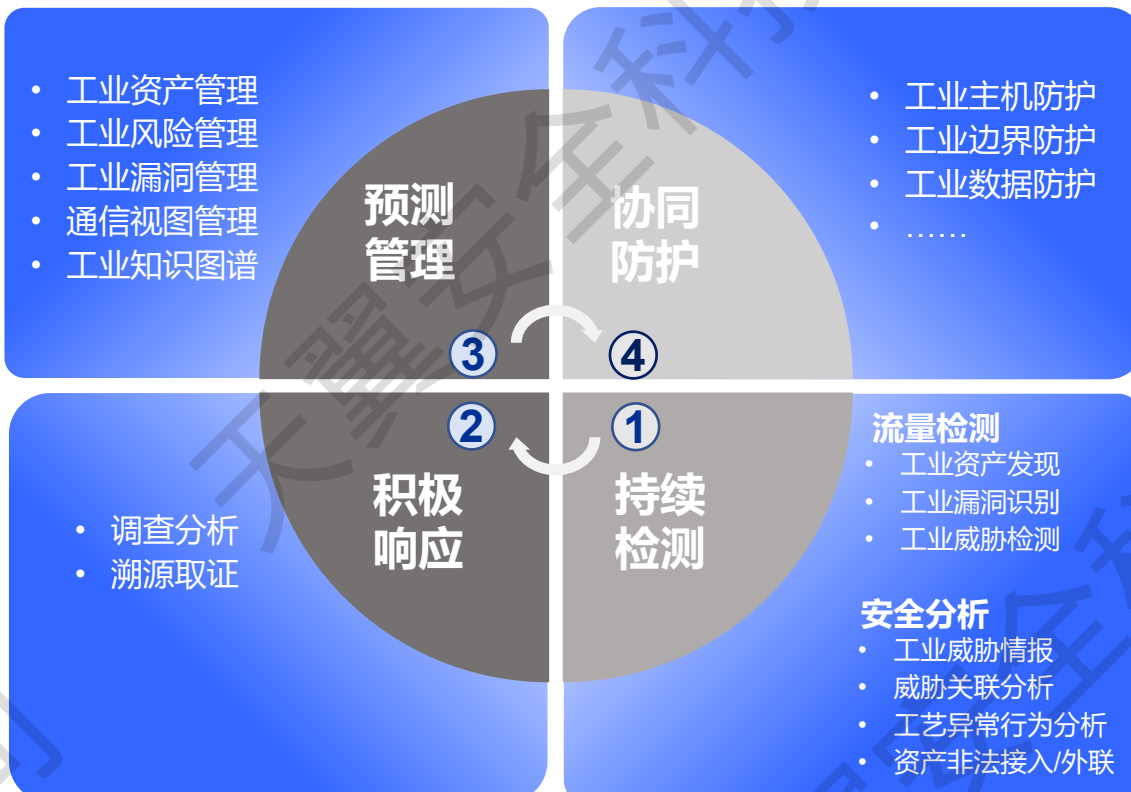 • 工业资产管理
• 工业风险管理
• 工业漏洞管理
• 通信视图管理
• 工业知识图谱
预测
管理
③
协同
防护
④
• 工业主机防护
• 工业边界防护
• 工业数据防护
• ……
• 调查分析
• 溯源取证
②
积极
响应
①
持续
检测
流量检测
• 工业资产发现
• 工业漏洞识别
• 工业威胁检测
安全分析
• 工业威胁情报
• 威胁关联分析
• 工艺异常行为分析
• 资产非法接入/外联
天翼安全科技